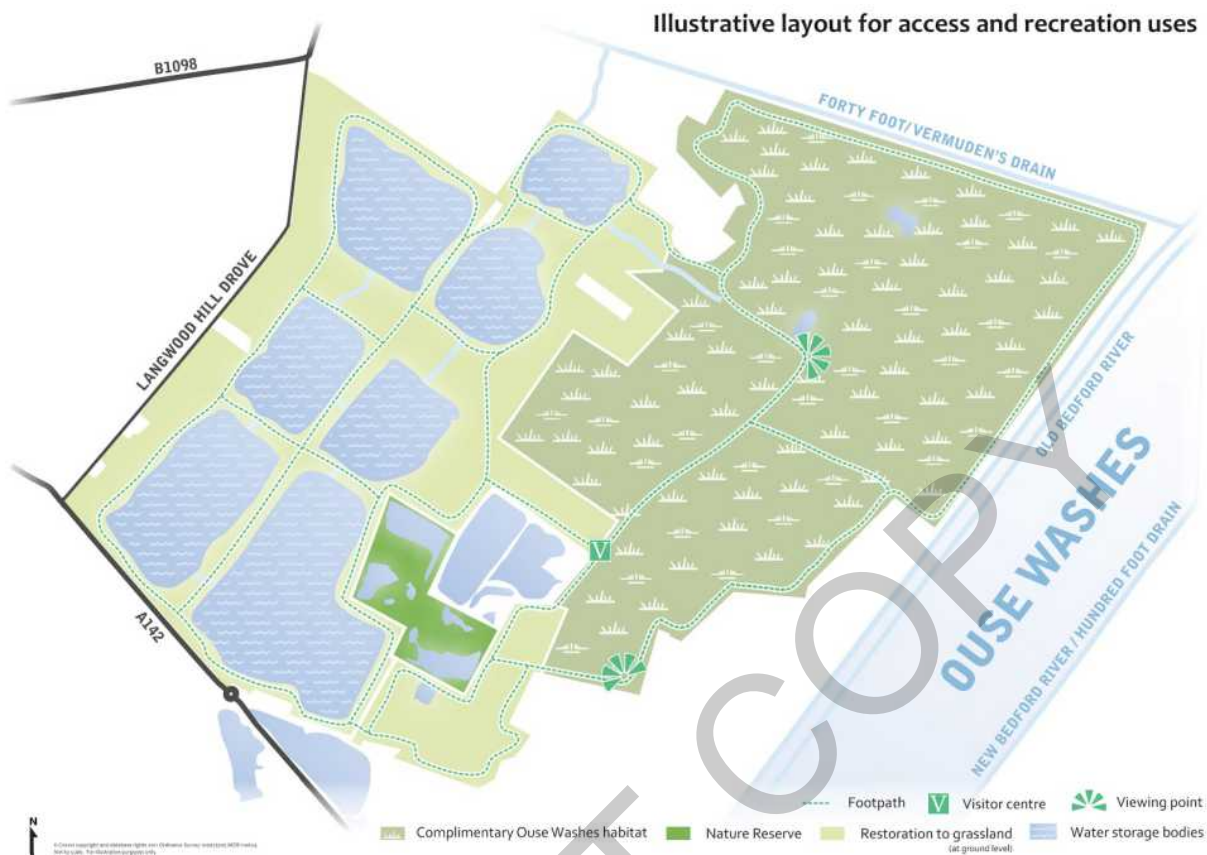 Illustrative layout for access and recreation uses
B1098
FORTY FOOT/VERMUDEN'S DRAIN
LANGWOOD HILL DROVE
OLD BEDFORD RIVER
OUSE WASHES
NEW BEDFORD RIVER / HUNDRED FOOT DRAIN
A142
V
COPY
Footpath
V Visitor centre
Viewing point
Complimentary Ouse Washes habitat
Nature Reserve
Restoration to grassland
(at ground level)
Water storage bodies
N